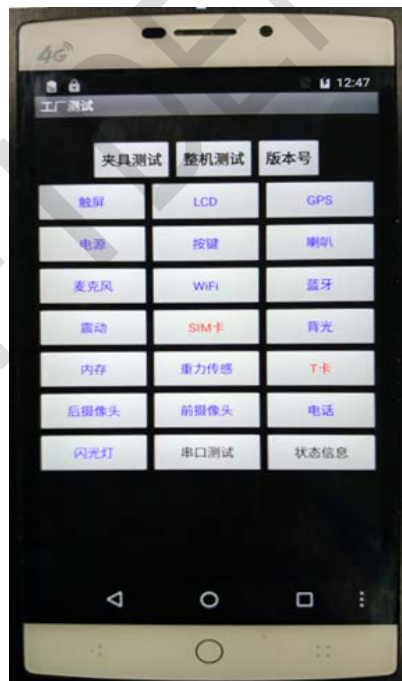 4G
12:47
工厂测试
夹具测试 整机测试 版本号
触屏 LCD GPS
电源 按键 喇叭
麦克风 WiFi 蓝牙
震动 SIM卡 背光
内存 重力传感 T卡
后摄像头 前摄像头 电话
闪光灯 串口测试 状态信息